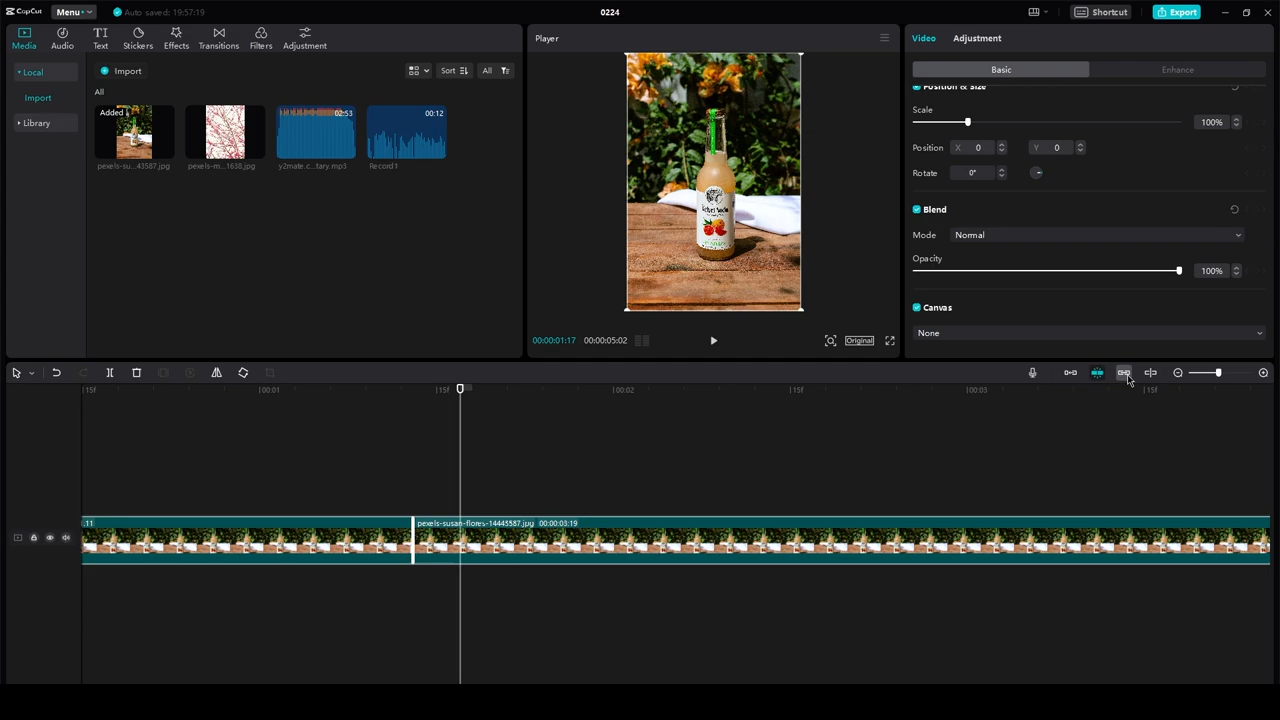 CapCut Menu Auto saved: 19:57:19 0224 Shortcut Export
Media Audio Text Stickers Effects Transitions Filters Adjustment
Local
Import
Library
Import Sort All
All
Added 02:53 00:12
pexels-su...43587.jpg pexels-m...1638.jpg y2mate.c...tary.mp3 Record1
Player
00:00:01:17 00:00:05:02 Original
Video Adjustment
Basic Enhance
Position & Size
Scale 100%
Position X 0 Y 0
Rotate 0°
Blend
Mode Normal
Opacity 100%
Canvas
None
15f 00:01 15f 00:02 15f 00:03 15f
11 pexels-susan-flores-14443587.jpg 00:00:03:19